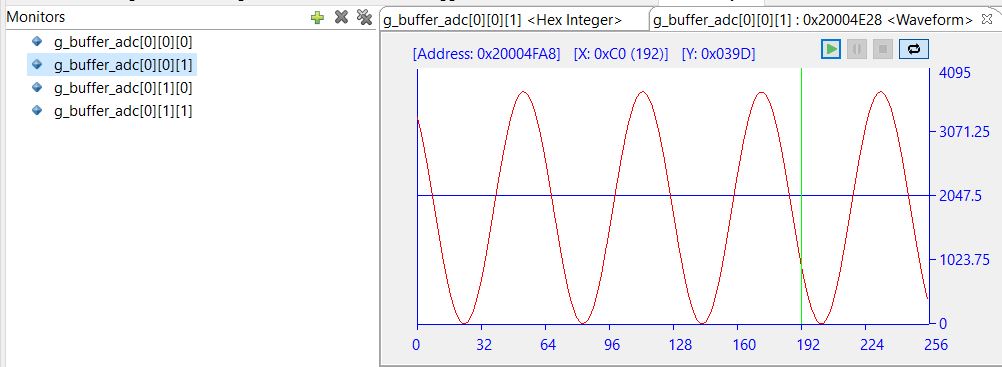 Monitors
g_buffer_adc[0][0][0]
g_buffer_adc[0][0][1]
g_buffer_adc[0][1][0]
g_buffer_adc[0][1][1]
g_buffer_adc[0][0][1] <Hex Integer>
g_buffer_adc[0][0][1] : 0x20004E28 <Waveform>
[Address: 0x20004FA8] [X: 0xC0 (192)] [Y: 0x039D]
4095
3071.25
2047.5
1023.75
0
0 32 64 96 128 160 192 224 256